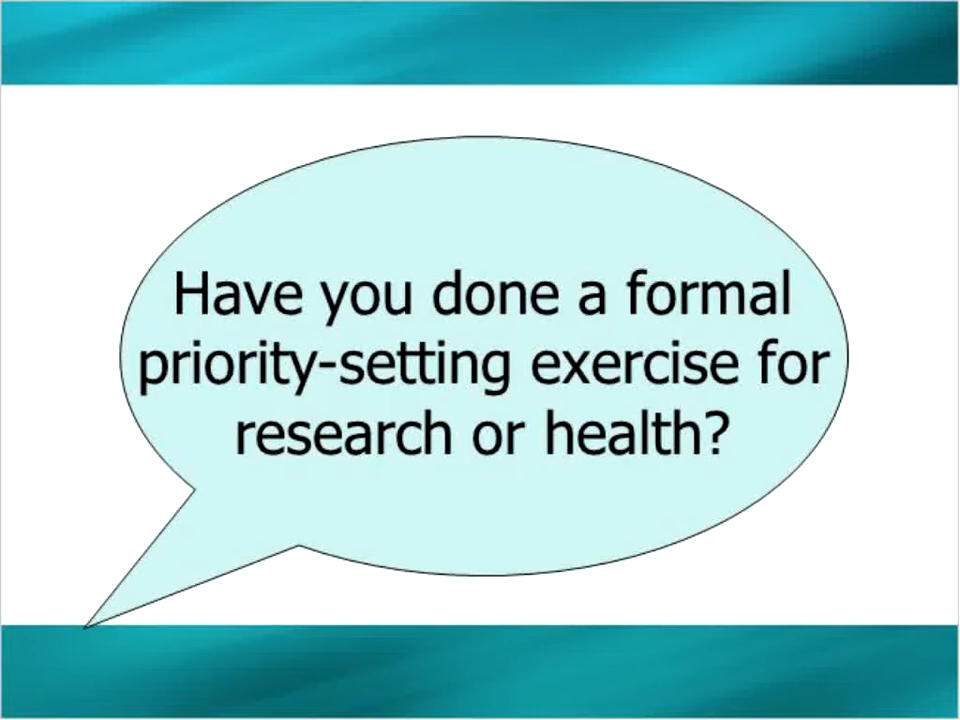 Have you done a formal
priority-setting exercise for
research or health?